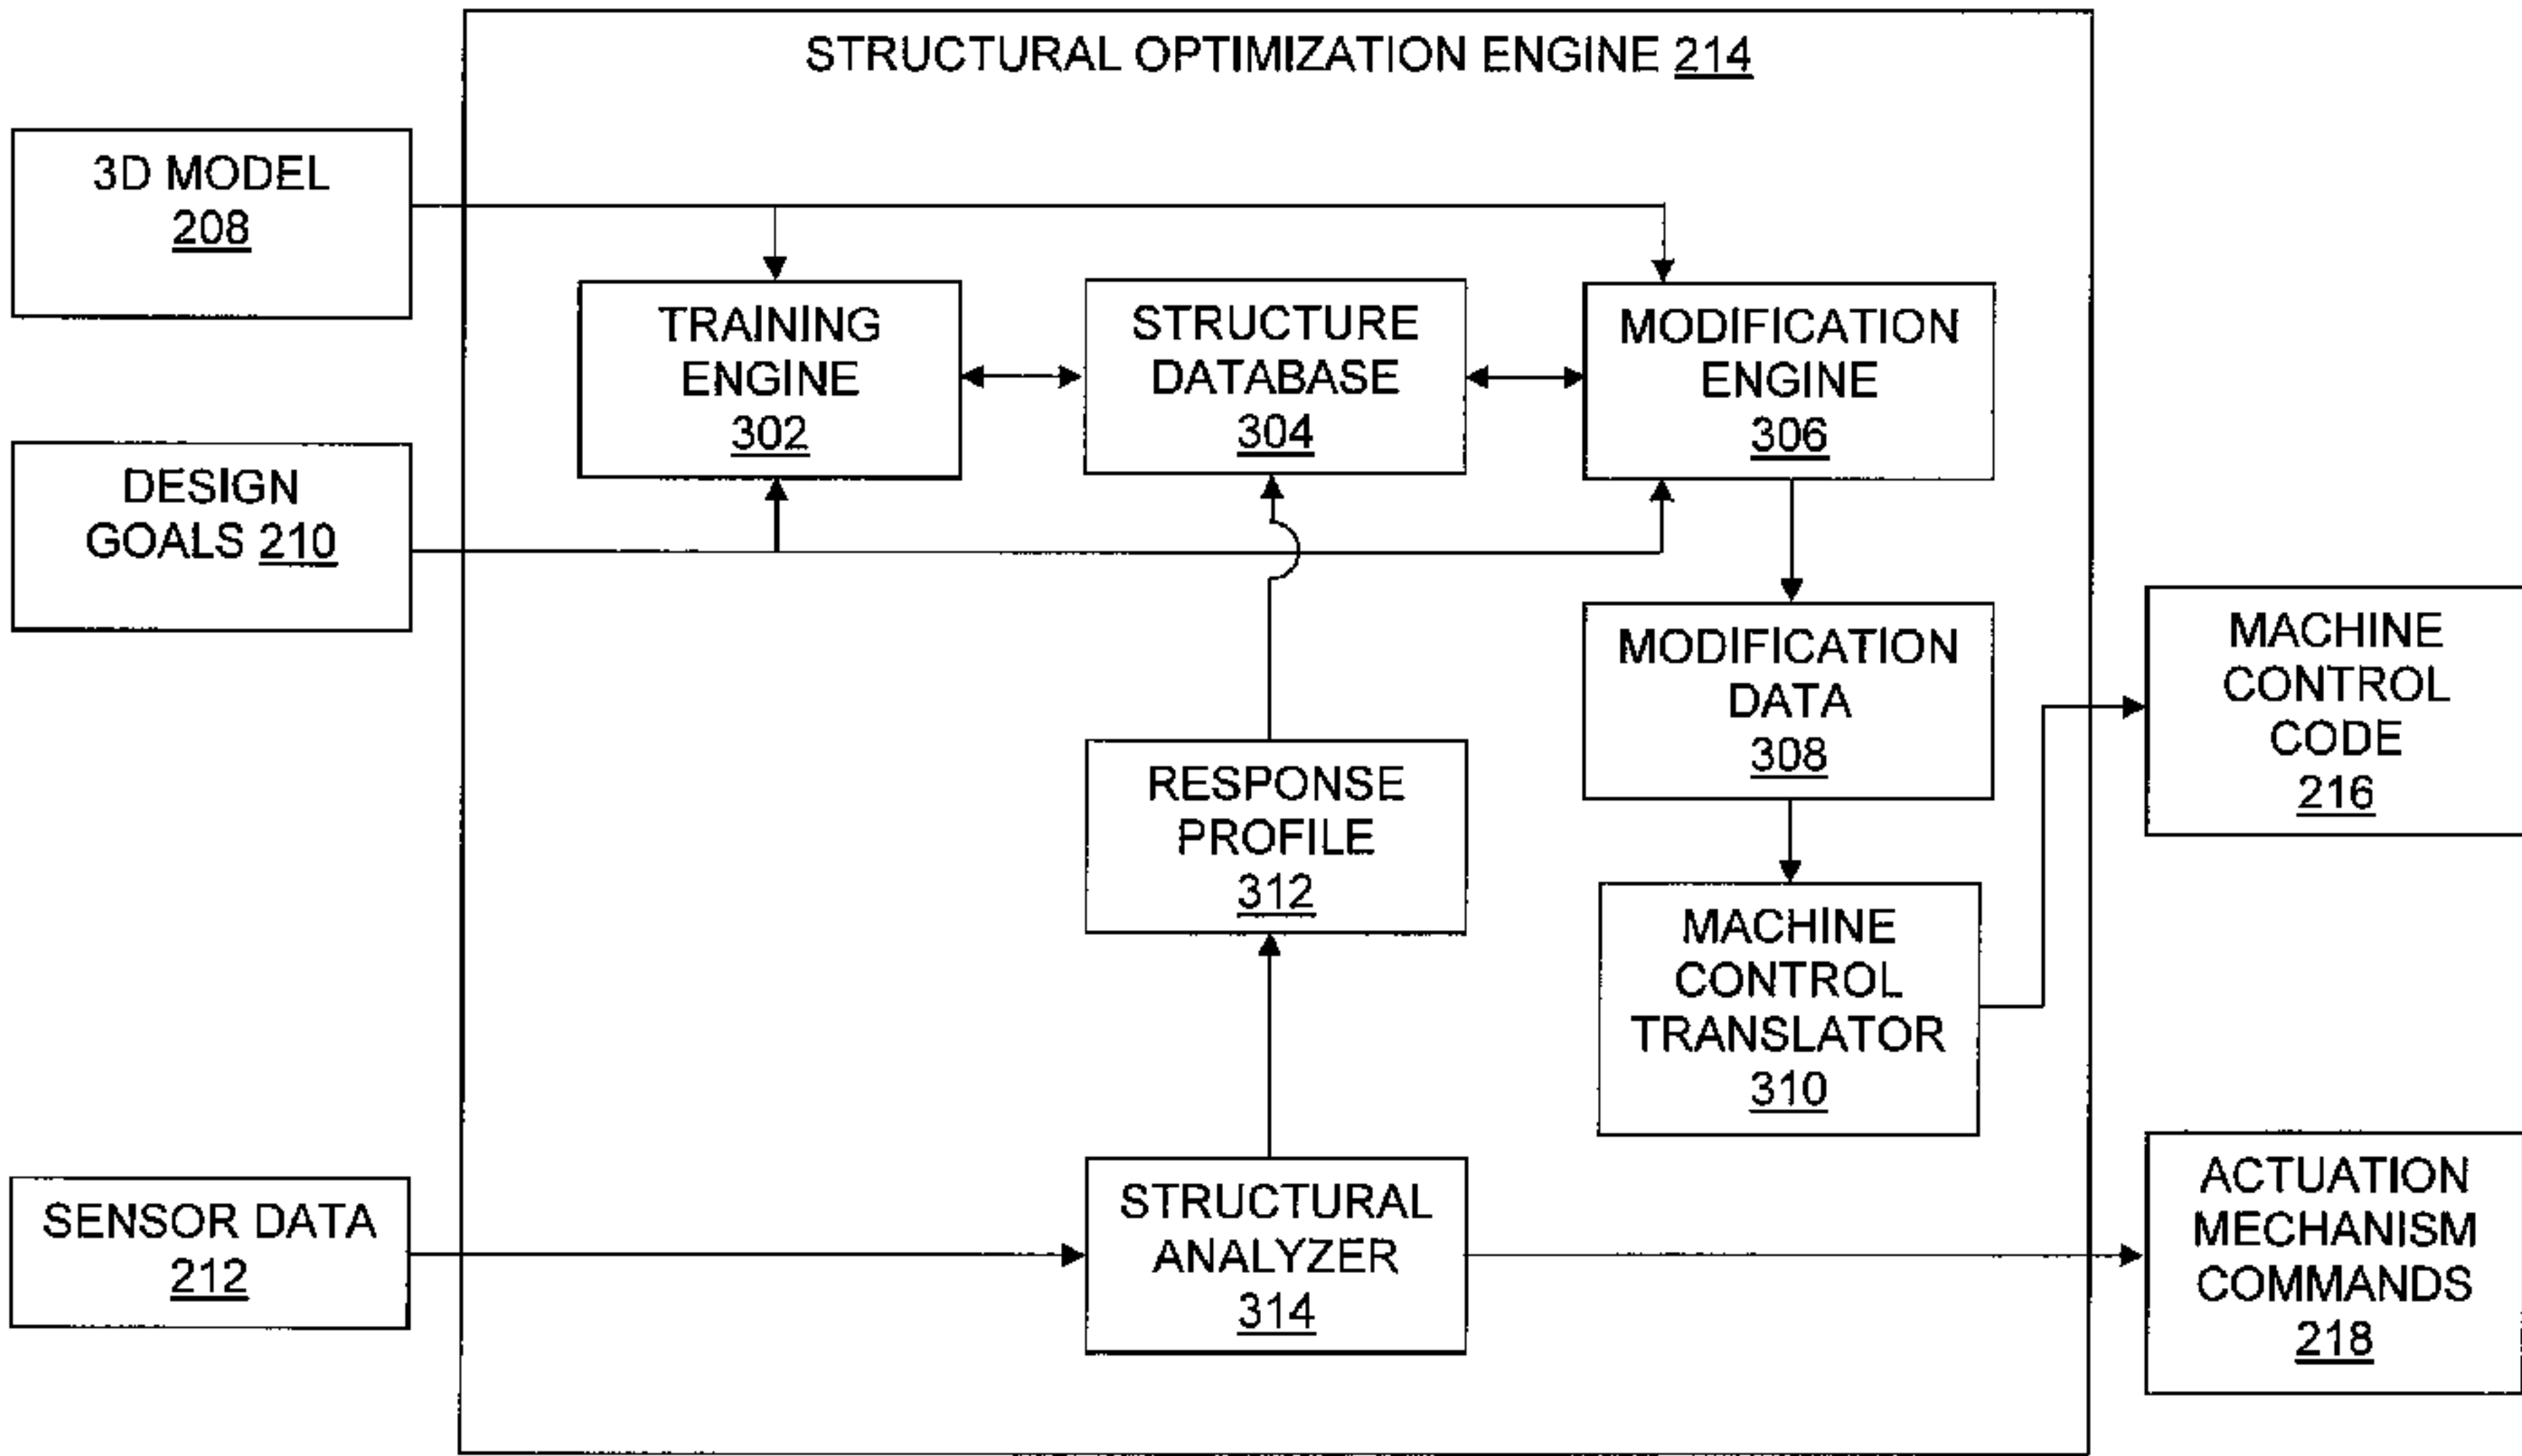 STRUCTURAL OPTIMIZATION ENGINE 214
3D MODEL
208
TRAINING
ENGINE
302
STRUCTURE
DATABASE
304
MODIFICATION
ENGINE
306
DESIGN
GOALS 210
MODIFICATION
DATA
308
MACHINE
CONTROL
CODE
216
RESPONSE
PROFILE
312
MACHINE
CONTROL
TRANSLATOR
310
SENSOR DATA
212
STRUCTURAL
ANALYZER
314
ACTUATION
MECHANISM
COMMANDS
218